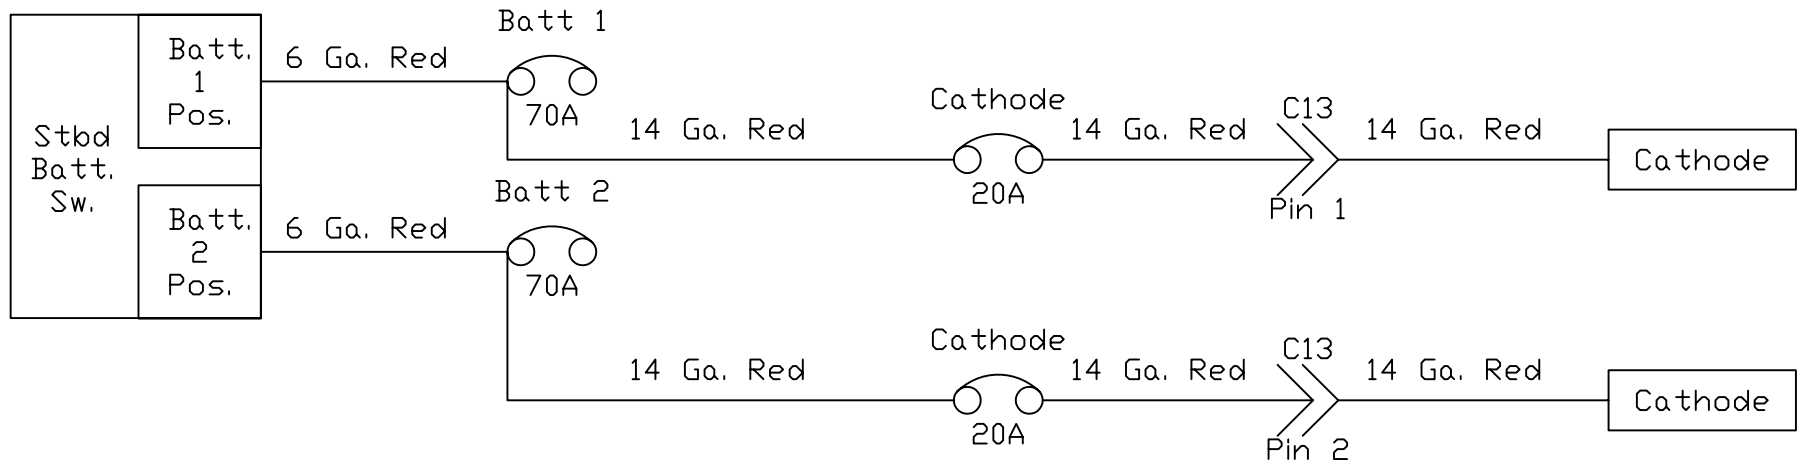 Stbd
Batt.
Sw.
Batt.
1
Pos.
6 Ga. Red
Batt 1
70A
14 Ga. Red
Cathode
20A
14 Ga. Red
C13
Pin 1
14 Ga. Red
Cathode
Batt.
2
Pos.
6 Ga. Red
Batt 2
70A
14 Ga. Red
Cathode
20A
14 Ga. Red
C13
Pin 2
14 Ga. Red
Cathode